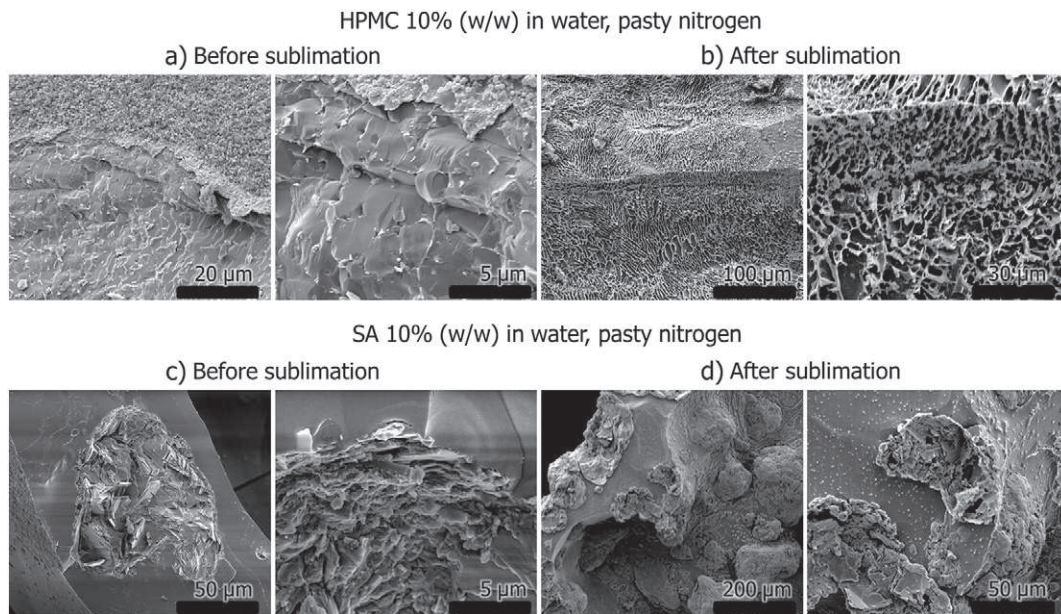 HPMC 10% (w/w) in water, pasty nitrogen
a) Before sublimation
b) After sublimation
20 µm
5 µm
100 µm
30 µm
SA 10% (w/w) in water, pasty nitrogen
c) Before sublimation
d) After sublimation
50 µm
5 µm
200 µm
50 µm